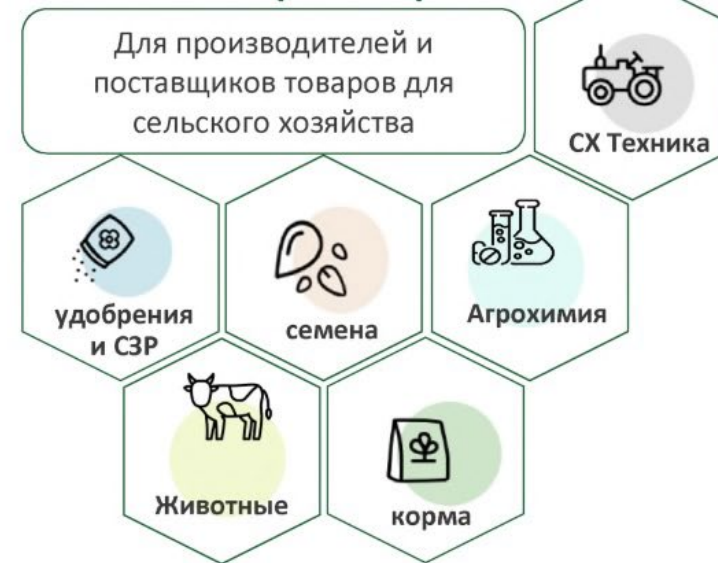 Для производителей и
поставщиков товаров для
сельского хозяйства
СХ Техника
удобрения
и СЗР
семена
Агрохимия
Животные
корма